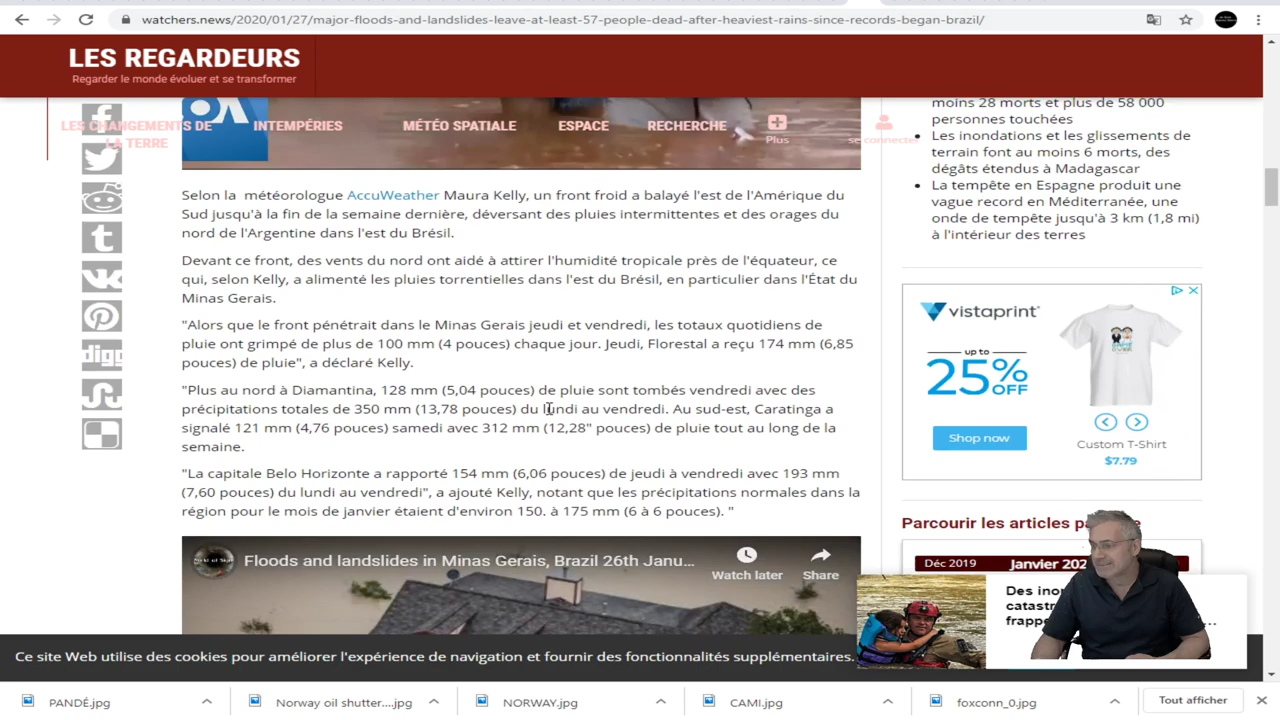 watchers.news/2020/01/27/major-floods-and-landslides-leave-at-least-57-people-dead-after-heaviest-rains-since-records-began-brazil/
LES REGARDEURS
Regarder le monde évoluer et se transformer
LES CHANGEMENTS DE
LA TERRE
INTEMPÉRIES
MÉTÉO SPATIALE
ESPACE
RECHERCHE
Plus
se connecter
digg
Selon la météorologue AccuWeather Maura Kelly, un front froid a balayé l'est de l'Amérique du
Sud jusqu'à la fin de la semaine dernière, déversant des pluies intermittentes et des orages du
nord de l'Argentine dans l'est du Brésil.
Devant ce front, des vents du nord ont aidé à attirer l'humidité tropicale près de l'équateur, ce
qui, selon Kelly, a alimenté les pluies torrentielles dans l'est du Brésil, en particulier dans l'État du
Minas Gerais.
"Alors que le front pénétrait dans le Minas Gerais jeudi et vendredi, les totaux quotidiens de
pluie ont grimpé de plus de 100 mm (4 pouces) chaque jour. Jeudi, Florestal a reçu 174 mm (6,85
pouces) de pluie", a déclaré Kelly.
"Plus au nord à Diamantina, 128 mm (5,04 pouces) de pluie sont tombés vendredi avec des
précipitations totales de 350 mm (13,78 pouces) du lundi au vendredi. Au sud-est, Caratinga a
signalé 121 mm (4,76 pouces) samedi avec 312 mm (12,28" pouces) de pluie tout au long de la
semaine.
"La capitale Belo Horizonte a rapporté 154 mm (6,06 pouces) de jeudi à vendredi avec 193 mm
(7,60 pouces) du lundi au vendredi", a ajouté Kelly, notant que les précipitations normales dans la
région pour le mois de janvier étaient d'environ 150. à 175 mm (6 à 6 pouces). "
Floods and landslides in Minas Gerais, Brazil 26th Janu...
Watch later
Share
moins 28 morts et plus de 58 000
personnes touchées
Les inondations et les glissements de
terrain font au moins 6 morts, des
dégâts étendus à Madagascar
La tempête en Espagne produit une
vague record en Méditerranée, une
onde de tempête jusqu'à 3 km (1,8 mi)
à l'intérieur des terres
vistaprint
up to
25% OFF
Shop now
Custom T-Shirt
$7.79
Parcourir les articles
Déc 2019
Janvier
Des
frapp
Ce site Web utilise des cookies pour améliorer l'expérience de navigation et fournir des fonctionnalités supplémentaires.
PANDÉ.jpg
Norway oil shutter....jpg
NORWAY.jpg
CAMI.jpg
foxconn_0.jpg
Tout afficher